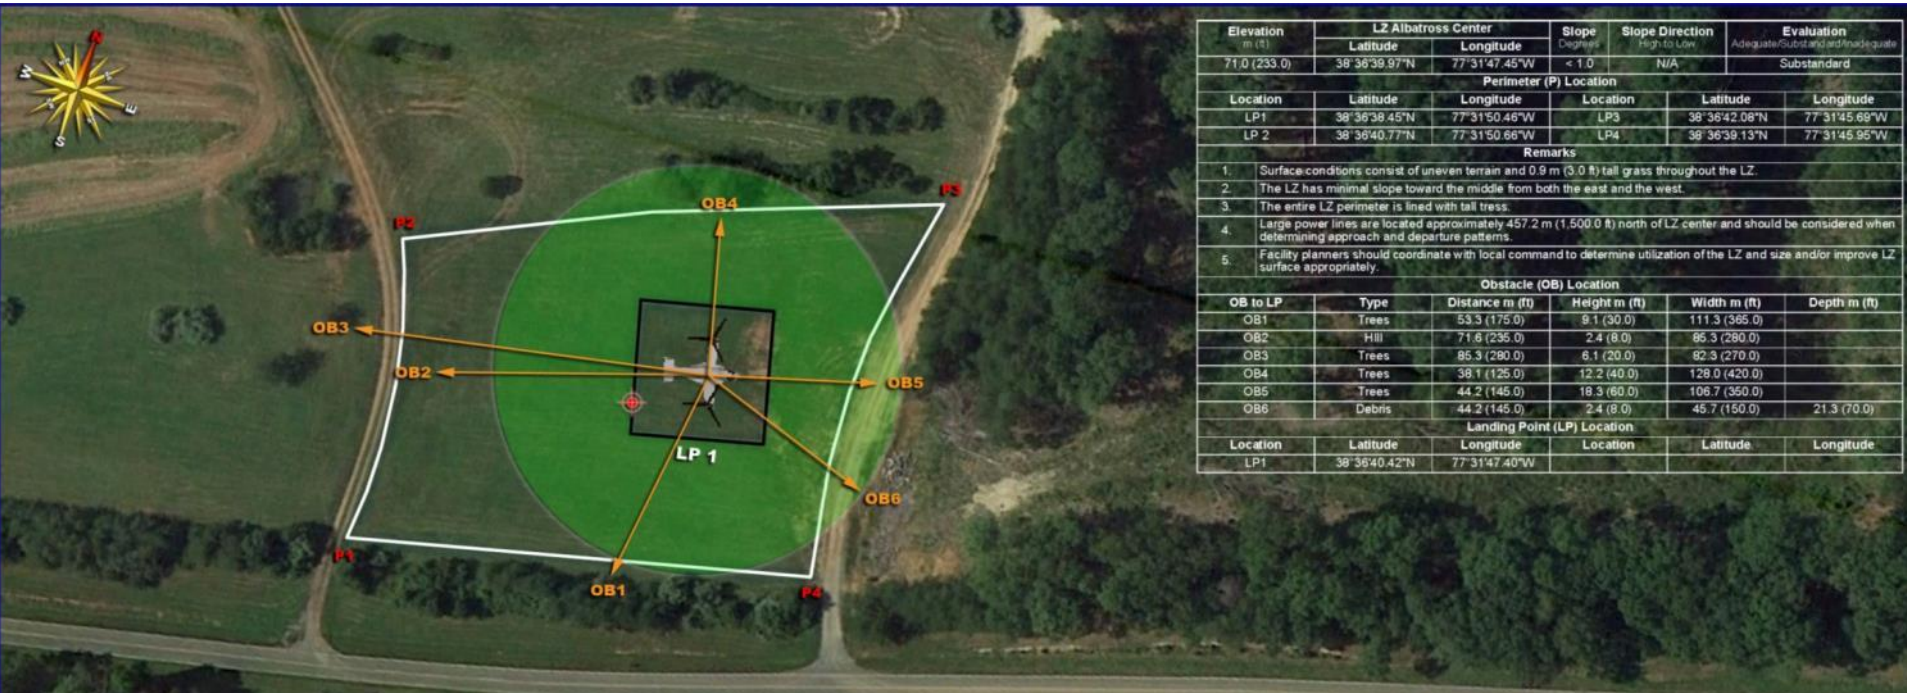 N
W
E
S
P2
OB4
P3
OB3
OB2
OB5
LP 1
OB6
P1
OB1
P4
Elevation m (ft) LZ Albatross Center Slope Degrees Slope Direction High to Low Evaluation Adequate/Substandard/Inadequate
Latitude Longitude
71.0 (233.0) 38°36'39.97"N 77°31'47.45"W < 1.0 N/A Substandard
Perimeter (P) Location
Location Latitude Longitude Location Latitude Longitude
LP1 38°36'38.45"N 77°31'50.46"W LP3 38°36'42.08"N 77°31'45.69"W
LP 2 38°36'40.77"N 77°31'50.66"W LP4 38°36'39.13"N 77°31'45.95"W
Remarks
1. Surface conditions consist of uneven terrain and 0.9 m (3.0 ft) tall grass throughout the LZ.
2. The LZ has minimal slope toward the middle from both the east and the west.
3. The entire LZ perimeter is lined with tall tress.
4. Large power lines are located approximately 457.2 m (1,500.0 ft) north of LZ center and should be considered when
determining approach and departure patterns.
5. Facility planners should coordinate with local command to determine utilization of the LZ and size and/or improve LZ
surface appropriately.
Obstacle (OB) Location
OB to LP Type Distance m (ft) Height m (ft) Width m (ft) Depth m (ft)
OB1 Trees 53.3 (175.0) 9.1 (30.0) 111.3 (365.0)
OB2 Hill 71.6 (235.0) 2.4 (8.0) 85.3 (280.0)
OB3 Trees 85.3 (280.0) 6.1 (20.0) 82.3 (270.0)
OB4 Trees 38.1 (125.0) 12.2 (40.0) 128.0 (420.0)
OB5 Trees 44.2 (145.0) 18.3 (60.0) 106.7 (350.0)
OB6 Debris 44.2 (145.0) 2.4 (8.0) 45.7 (150.0) 21.3 (70.0)
Landing Point (LP) Location
Location Latitude Longitude Location Latitude Longitude
LP1 38°36'40.42"N 77°31'47.40"W